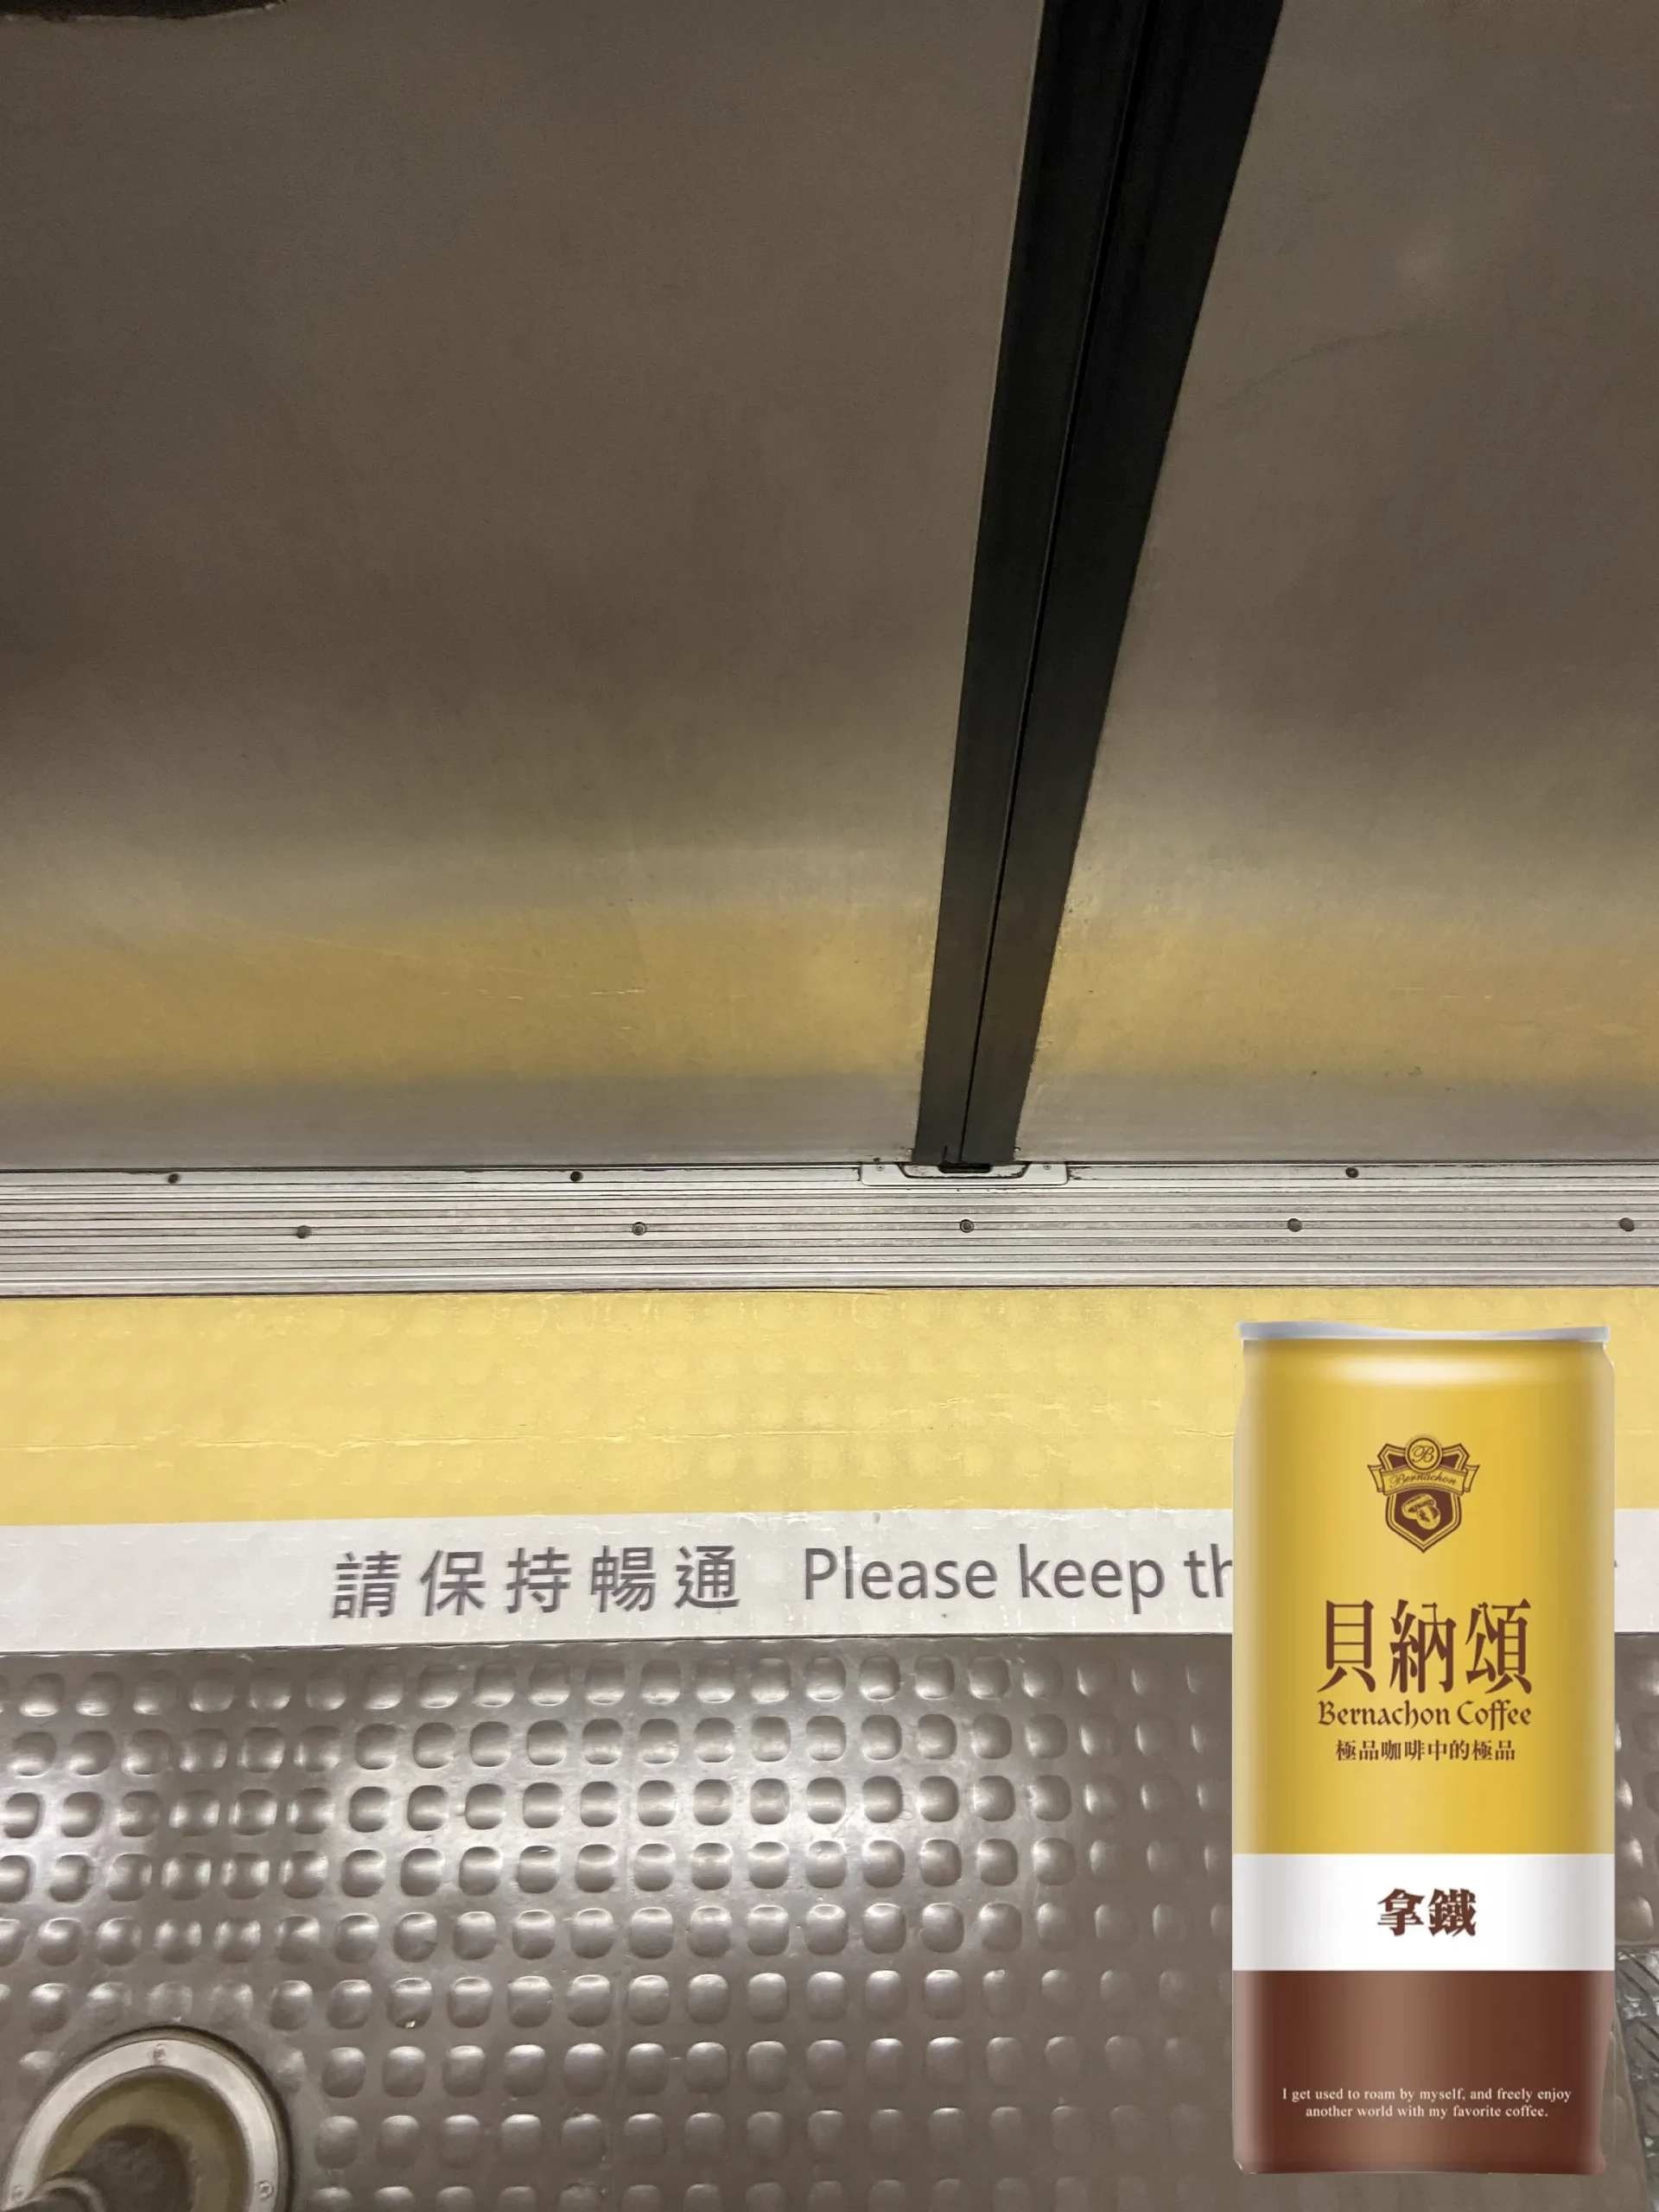 請保持暢通 Please keep
B
Bernachon
貝納頌
Bernachon Coffee
極品咖啡中的極品
拿鐵
I get used to roam by myself, and freely enjoy
another world with my favorite coffee.